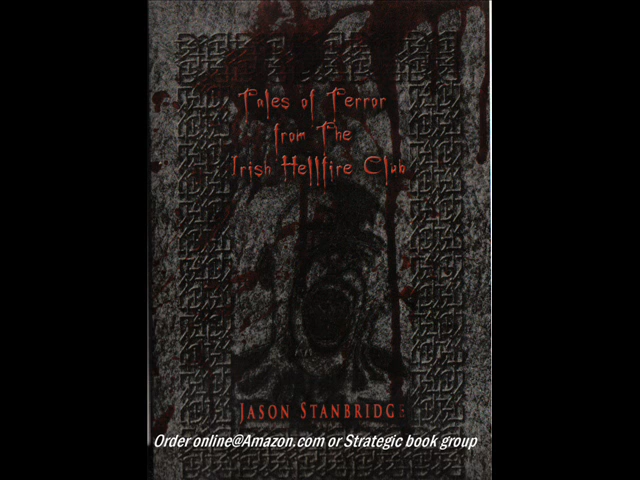 Tales of Terror
from The
Irish Hellfire Club
JASON STANBRIDGE
Order online@Amazon.com or Strategic book group